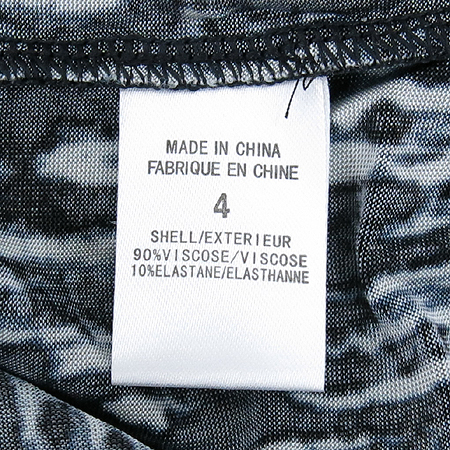 MADE IN CHINA
FABRIQUE EN CHINE
4
SHELL/EXTERIEUR
90%VISCOSE/VISCOSE
10%ELASTANE/ELASTHANNE